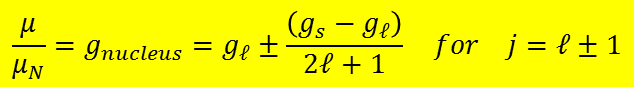 μ/μ_N = g_nucleus = g_ℓ ± (g_s − g_ℓ)/(2ℓ + 1) for j = ℓ ± 1